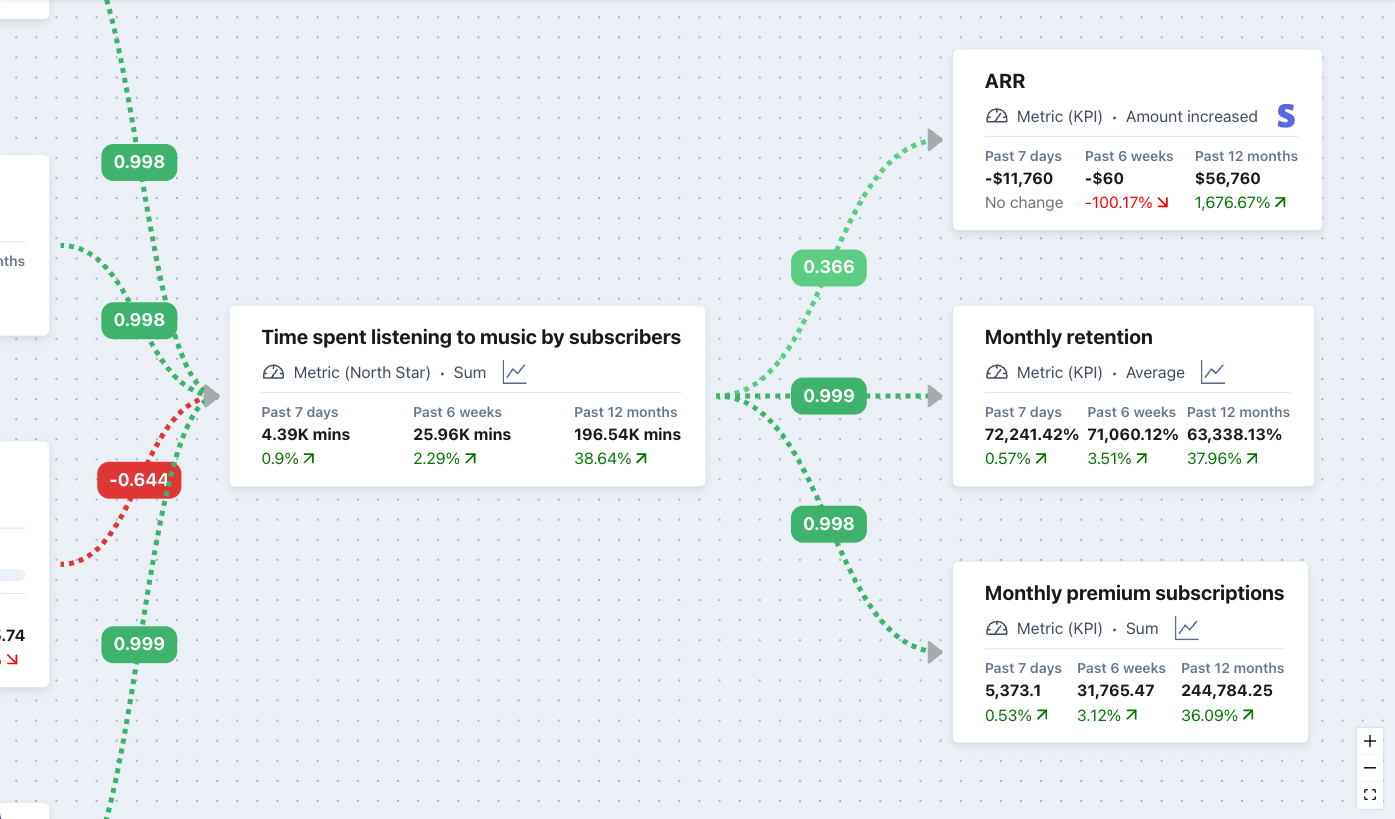 0.998
nths
0.998
-0.644
5.74
0.999
Time spent listening to music by subscribers
Metric (North Star) · Sum
Past 7 days Past 6 weeks Past 12 months
4.39K mins 25.96K mins 196.54K mins
0.9% 2.29% 38.64%
0.366
0.999
0.998
ARR
Metric (KPI) · Amount increased S
Past 7 days Past 6 weeks Past 12 months
-$11,760 -$60 $56,760
No change -100.17% 1,676.67%
Monthly retention
Metric (KPI) · Average
Past 7 days Past 6 weeks Past 12 months
72,241.42% 71,060.12% 63,338.13%
0.57% 3.51% 37.96%
Monthly premium subscriptions
Metric (KPI) · Sum
Past 7 days Past 6 weeks Past 12 months
5,373.1 31,765.47 244,784.25
0.53% 3.12% 36.09%